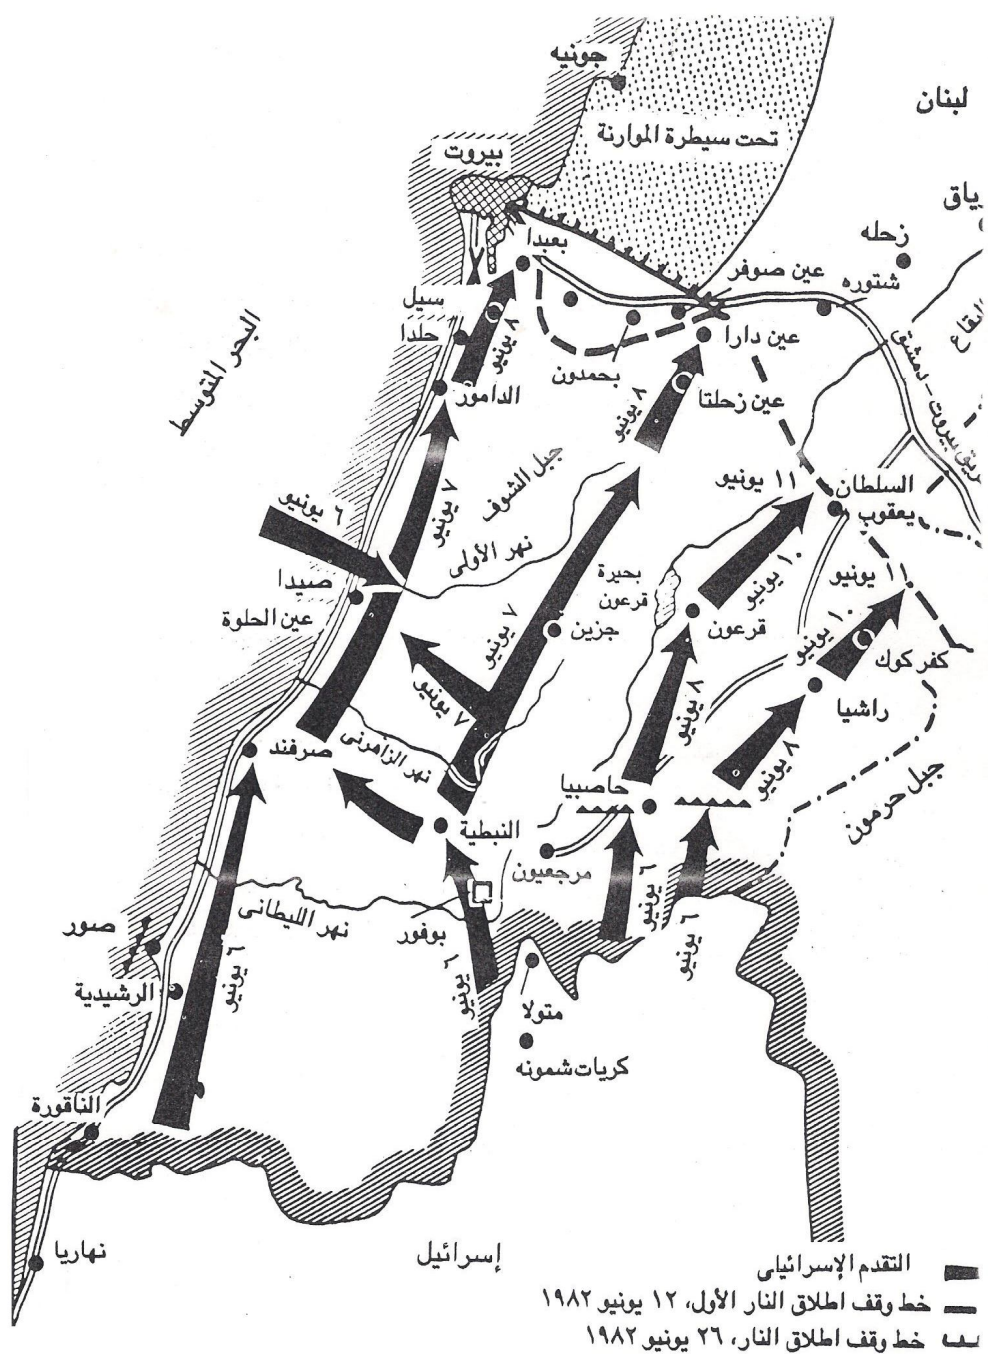 جونيه
لبنان
تحت سيطرة الموارنة
بيروت
زحله
بعبدا
عين صوفر
شتوره
سيل
حلدا
البحر المتوسط
عين دارا
بحمدون
عين زحلتا
الدامور
٨ يونيو
٨ يونيو
جبل الشوف
٧ يونيو
١١ يونيو
السلطان
يعقوب
٦ يونيو
نهر الأولى
صيدا
عين الحلوة
بحيرة
قرعون
١٠ يونيو
١١ يونيو
قرعون
جزين
٧ يونيو
١٠ يونيو
كفر كوك
راشيا
٧ يونيو
٨ يونيو
صرفند
نهر الزاهرنى
٨ يونيو
حاصبيا
جبل حرمون
النبطية
مرجعيون
٦ يونيو
نهر الليطانى
بوفور
٦ يونيو
صور
الرشيدية
٦ يونيو
٦ يونيو
متولا
كريات شمونه
الناقورة
نهاريا
إسرائيل
التقدم الإسرائيلى
خط وقف اطلاق النار الأول، ١٢ يونيو ١٩٨٢
خط وقف اطلاق النار، ٢٦ يونيو ١٩٨٢